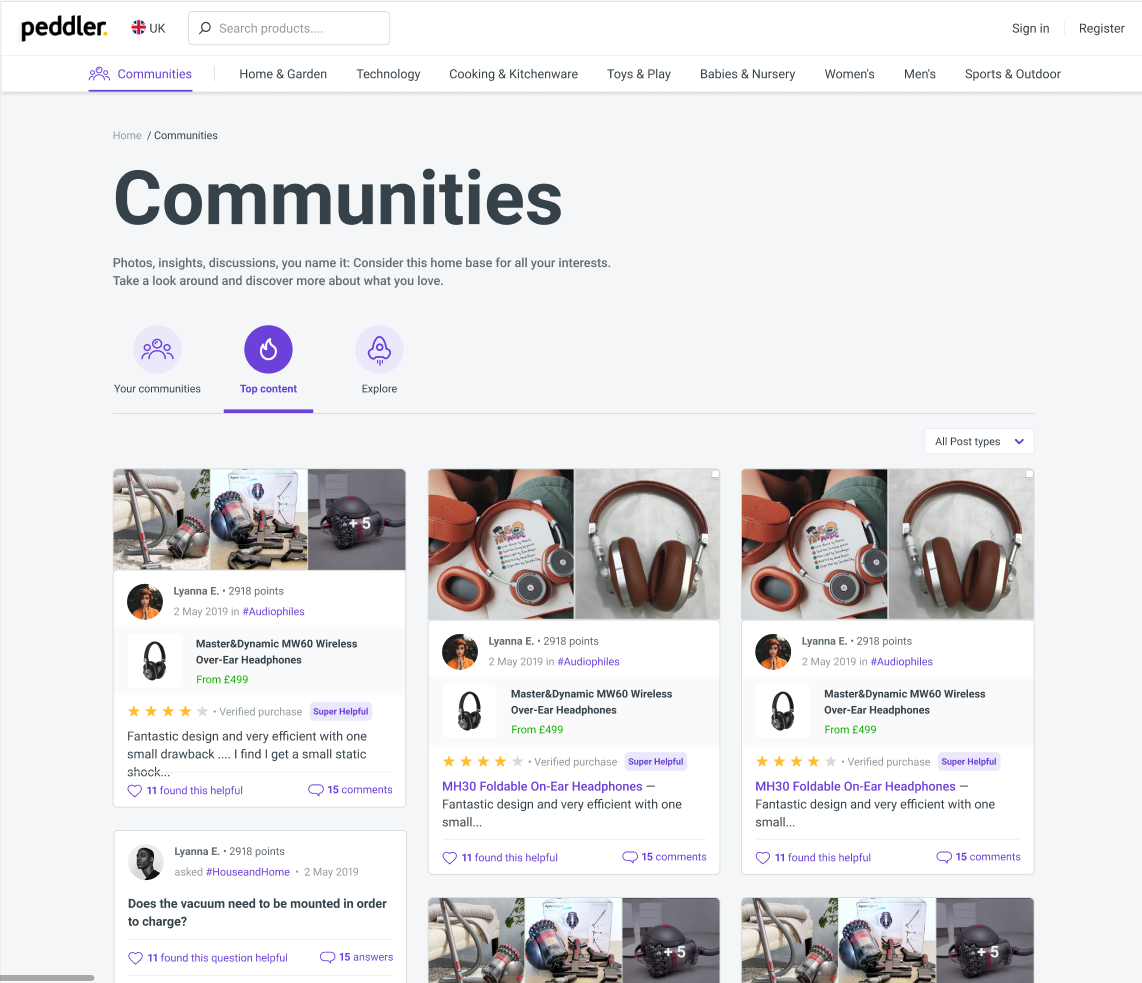 peddler.
UK
Search products....
Sign in
Register
Communities
Home & Garden
Technology
Cooking & Kitchenware
Toys & Play
Babies & Nursery
Women's
Men's
Sports & Outdoor
Home / Communities
Communities
Photos, insights, discussions, you name it: Consider this home base for all your interests.
Take a look around and discover more about what you love.
Your communities
Top content
Explore
All Post types
+ 5
Lyanna E. • 2918 points
2 May 2019 in #Audiophiles
Master&Dynamic MW60 Wireless
Over-Ear Headphones
From £499
• Verified purchase
Super Helpful
Fantastic design and very efficient with one
small drawback .... I find I get a small static
shock...
11 found this helpful
15 comments
Lyanna E. • 2918 points
asked #HouseandHome • 2 May 2019
Does the vacuum need to be mounted in order
to charge?
11 found this question helpful
15 answers
Lyanna E. • 2918 points
2 May 2019 in #Audiophiles
Master&Dynamic MW60 Wireless
Over-Ear Headphones
From £499
• Verified purchase
Super Helpful
MH30 Foldable On-Ear Headphones —
Fantastic design and very efficient with one
small...
11 found this helpful
15 comments
+ 5
Lyanna E. • 2918 points
2 May 2019 in #Audiophiles
Master&Dynamic MW60 Wireless
Over-Ear Headphones
From £499
• Verified purchase
Super Helpful
MH30 Foldable On-Ear Headphones —
Fantastic design and very efficient with one
small...
11 found this helpful
15 comments
+ 5